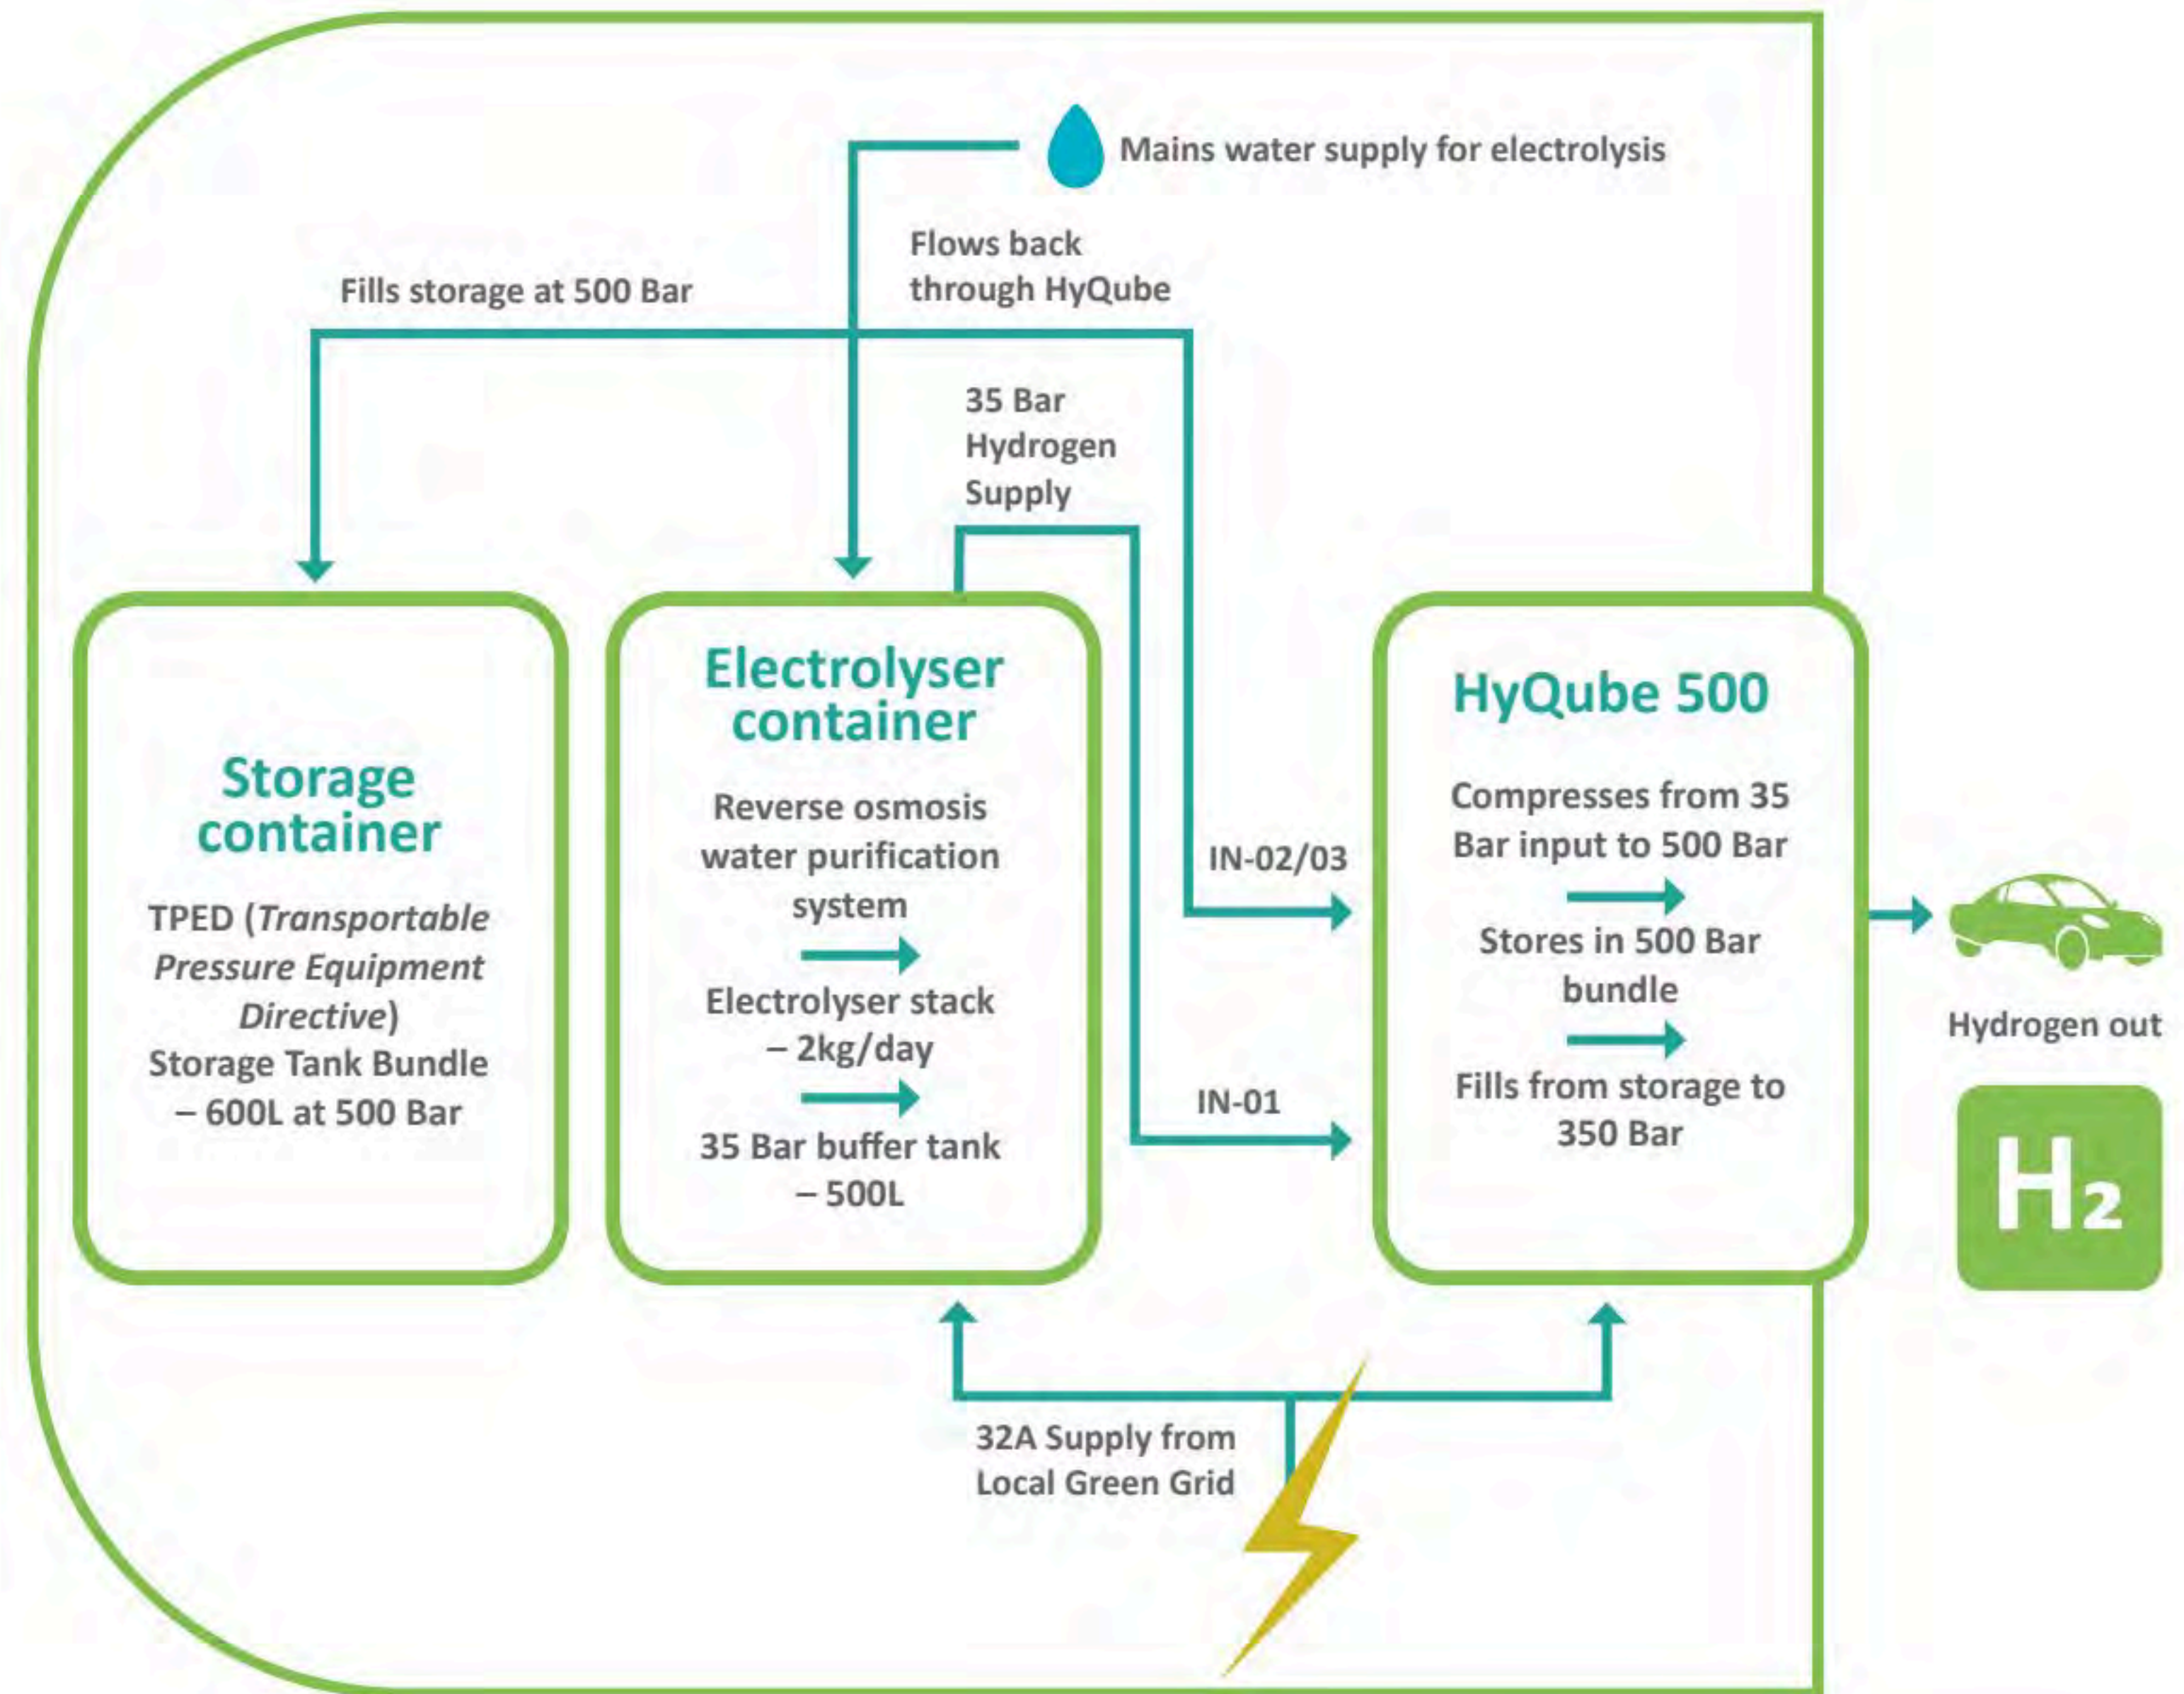 Mains water supply for electrolysis
Flows back
through HyQube
Fills storage at 500 Bar
35 Bar
Hydrogen
Supply
Storage
container
TPED (Transportable
Pressure Equipment
Directive)
Storage Tank Bundle
– 600L at 500 Bar
Electrolyser
container
Reverse osmosis
water purification
system
Electrolyser stack
– 2kg/day
35 Bar buffer tank
– 500L
IN-02/03
IN-01
HyQube 500
Compresses from 35
Bar input to 500 Bar
Stores in 500 Bar
bundle
Fills from storage to
350 Bar
Hydrogen out
H₂
32A Supply from
Local Green Grid